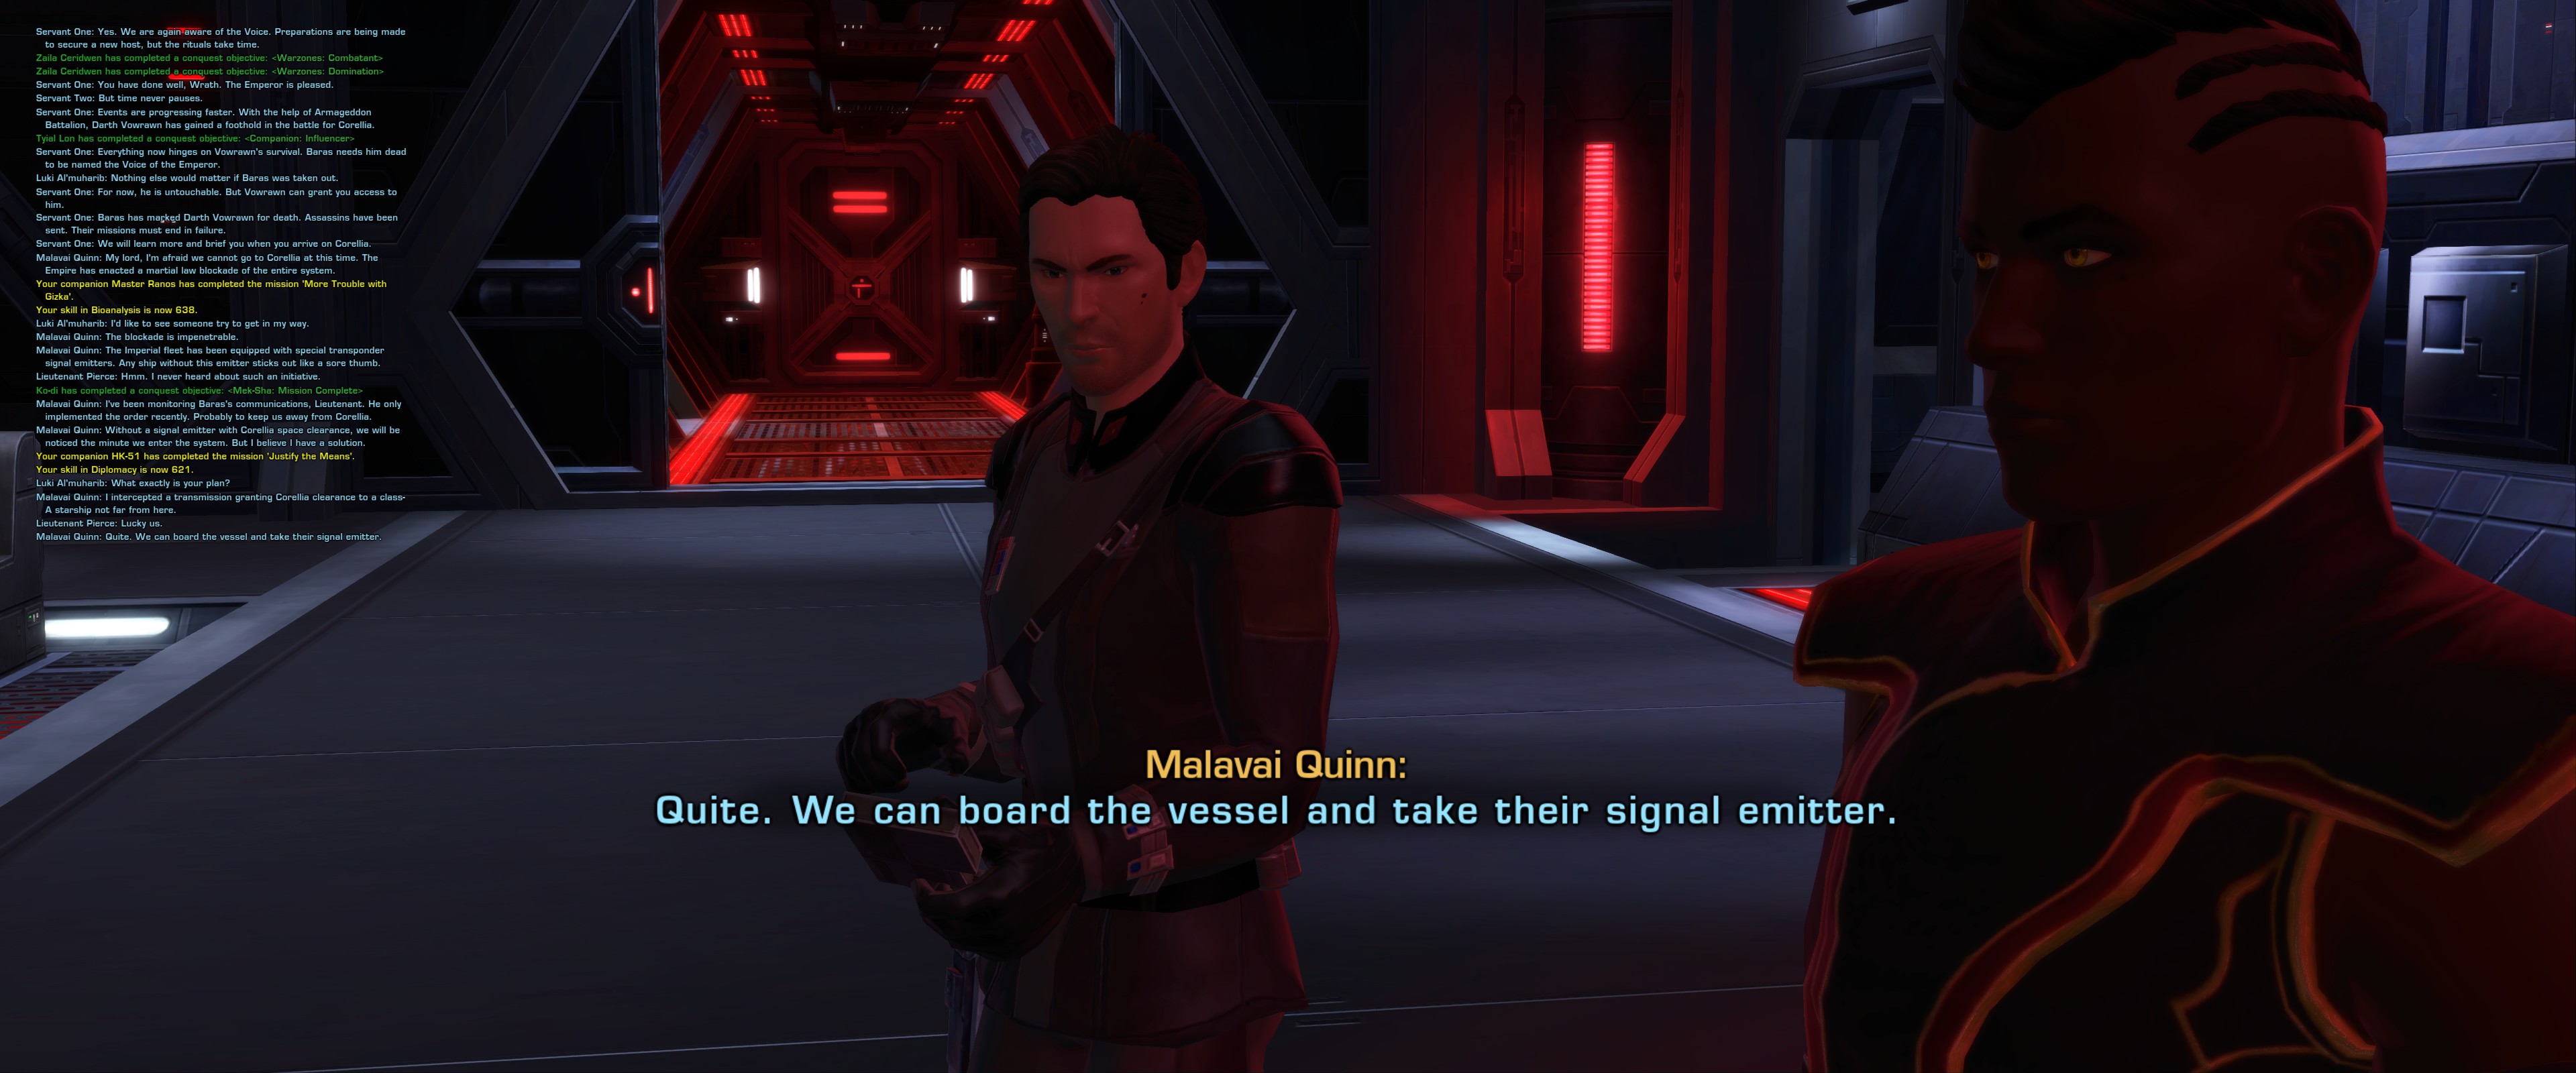 Servant One: Yes. We are again aware of the Voice. Preparations are being made
to secure a new host, but the rituals take time.
Zaila Ceridwen has completed a conquest objective: <Warzones: Combatant>
Zaila Ceridwen has completed a conquest objective: <Warzones: Domination>
Servant One: You have done well, Wrath. The Emperor is pleased.
Servant Two: But time never pauses.
Servant One: Events are progressing faster. With the help of Armageddon
Battalion, Darth Vowrawn has gained a foothold in the battle for Corellia.
Tyial Lon has completed a conquest objective: <Companion: Influencer>
Servant One: Everything now hinges on Vowrawn's survival. Baras needs him dead
to be named the Voice of the Emperor.
Luki Al'muharib: Nothing else would matter if Baras was taken out.
Servant One: For now, he is untouchable. But Vowrawn can grant you access to
him.
Servant One: Baras has marked Darth Vowrawn for death. Assassins have been
sent. Their missions must end in failure.
Servant One: We will learn more and brief you when you arrive on Corellia.
Malavai Quinn: My lord, I'm afraid we cannot go to Corellia at this time. The
Empire has enacted a martial law blockade of the entire system.
Your companion Master Ranos has completed the mission 'More Trouble with
Gizka'.
Your skill in Bioanalysis is now 638.
Luki Al'muharib: I'd like to see someone try to get in my way.
Malavai Quinn: The blockade is impenetrable.
Malavai Quinn: The Imperial fleet has been equipped with special transponder
signal emitters. Any ship without this emitter sticks out like a sore thumb.
Lieutenant Pierce: Hmm. I never heard about such an initiative.
Ko-di has completed a conquest objective: <Mek-Sha: Mission Complete>
Malavai Quinn: I've been monitoring Baras's communications, Lieutenant. He only
implemented the order recently. Probably to keep us away from Corellia.
Malavai Quinn: Without a signal emitter with Corellia space clearance, we will be
noticed the minute we enter the system. But I believe I have a solution.
Your companion HK-51 has completed the mission 'Justify the Means'.
Your skill in Diplomacy is now 621.
Luki Al'muharib: What exactly is your plan?
Malavai Quinn: I intercepted a transmission granting Corellia clearance to a class-
A starship not far from here.
Lieutenant Pierce: Lucky us.
Malavai Quinn: Quite. We can board the vessel and take their signal emitter.
Malavai Quinn:
Quite. We can board the vessel and take their signal emitter.